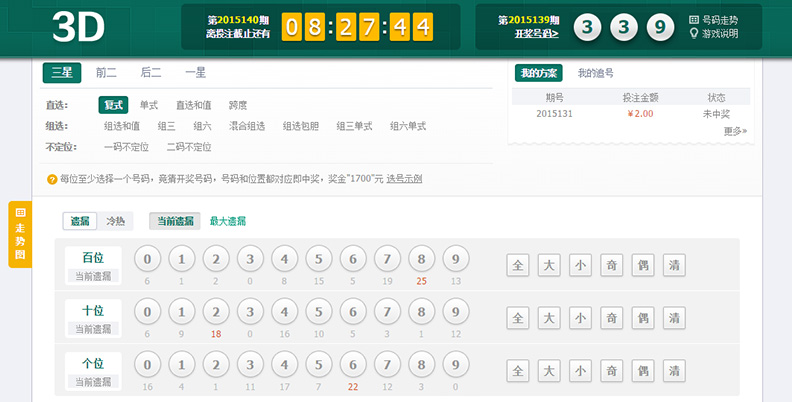 3D
第2015140期
离投注截止还有
08:27:44
第2015139期
开奖号码>
3 3 9
号码走势
游戏说明
三星 前二 后二 一星
直选： 复式 单式 直选和值 跨度
组选： 组选和值 组三 组六 混合组选 组选包胆 组三单式 组六单式
不定位： 一码不定位 二码不定位
每位至少选择一个号码，竞猜开奖号码，号码和位置都对应即中奖，奖金"1700"元 选号示例
我的方案 我的追号
期号 投注金额 状态
2015131 ￥2.00 未中奖
更多»
走势图
遗漏 冷热 当前遗漏 最大遗漏
百位 0 1 2 3 4 5 6 7 8 9 全 大 小 奇 偶 清
当前遗漏 6 1 2 0 8 15 5 19 25 13
十位 0 1 2 3 4 5 6 7 8 9 全 大 小 奇 偶 清
当前遗漏 6 9 18 0 16 10 5 3 1 12
个位 0 1 2 3 4 5 6 7 8 9 全 大 小 奇 偶 清
当前遗漏 16 4 1 11 17 7 22 12 3 0